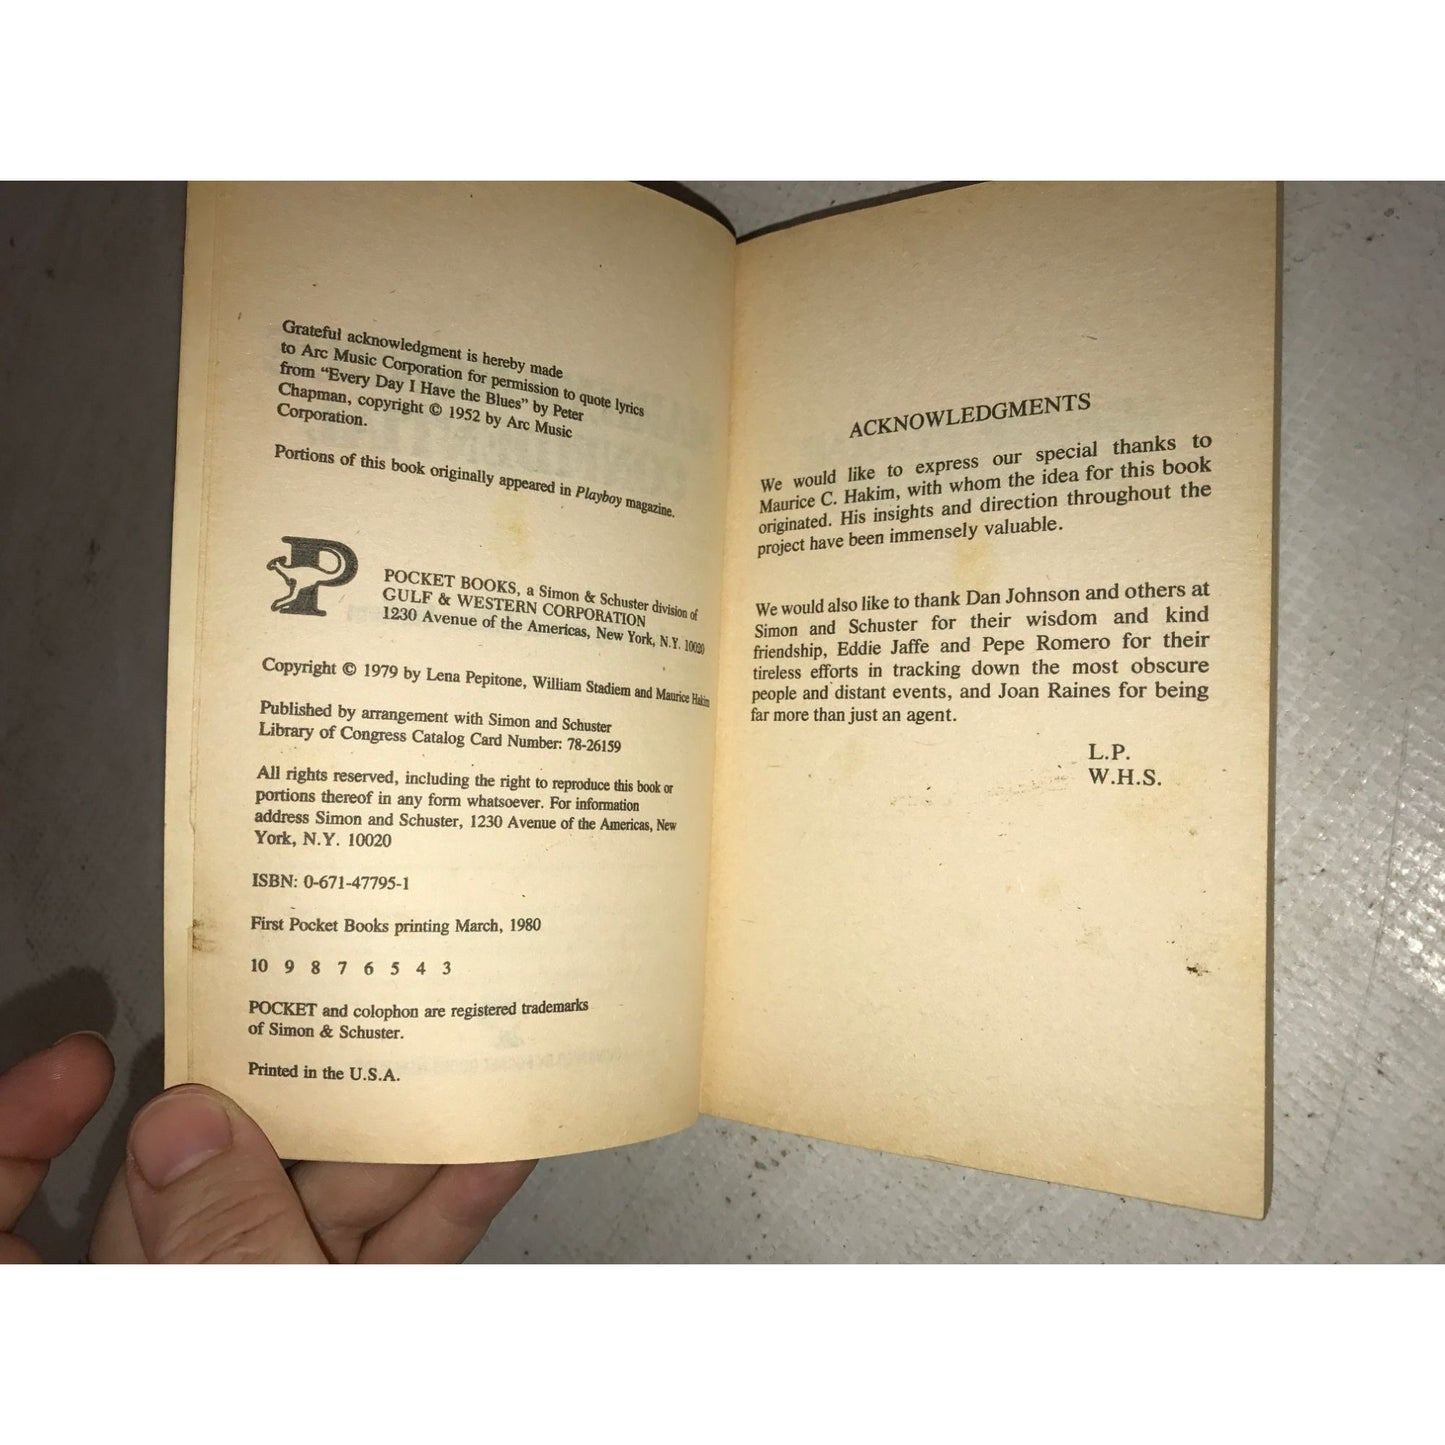 Grateful acknowledgment is hereby made
to Arc Music Corporation for permission to quote lyrics
from “Every Day I Have the Blues” by Peter
Chapman, copyright © 1952 by Arc Music
Corporation.
Portions of this book originally appeared in Playboy magazine.
P
POCKET BOOKS, a Simon & Schuster division of
GULF & WESTERN CORPORATION
1230 Avenue of the Americas, New York, N.Y. 10020
Copyright © 1979 by Lena Pepitone, William Stadiem and Maurice Hakim
Published by arrangement with Simon and Schuster
Library of Congress Catalog Card Number: 78-26159
All rights reserved, including the right to reproduce this book or
portions thereof in any form whatsoever. For information
address Simon and Schuster, 1230 Avenue of the Americas, New
York, N.Y. 10020
ISBN: 0-671-47795-1
First Pocket Books printing March, 1980
10 9 8 7 6 5 4 3
POCKET and colophon are registered trademarks
of Simon & Schuster.
Printed in the U.S.A.
ACKNOWLEDGMENTS
We would like to express our special thanks to
Maurice C. Hakim, with whom the idea for this book
originated. His insights and direction throughout the
project have been immensely valuable.
We would also like to thank Dan Johnson and others at
Simon and Schuster for their wisdom and kind
friendship, Eddie Jaffe and Pepe Romero for their
tireless efforts in tracking down the most obscure
people and distant events, and Joan Raines for being
far more than just an agent.
L.P.
W.H.S.